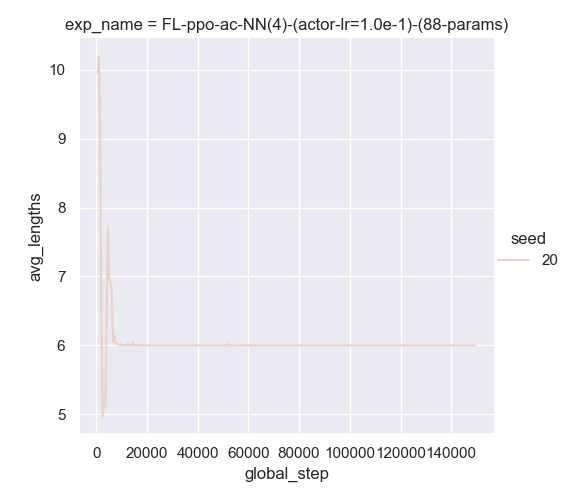 exp_name = FL-ppo-ac-NN(4)-(actor-lr=1.0e-1)-(88-params)
10
9
8
7
6
5
avg_lengths
0 20000 40000 60000 80000 100000 120000 140000
global_step
seed
20